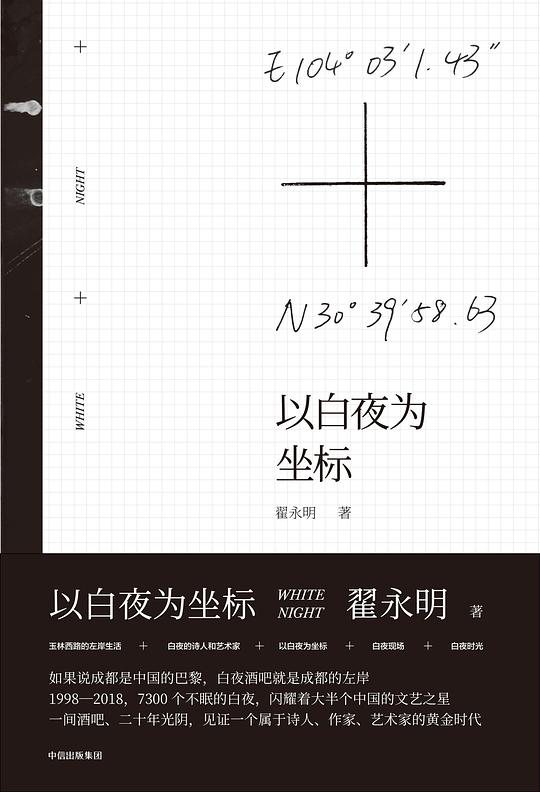 E104° 03′1.43″
NIGHT
N30° 39′58.63
WHITE
以白夜为
坐标
翟永明 著
以白夜为坐标 WHITE NIGHT 翟永明 著
玉林西路的左岸生活 + 白夜的诗人和艺术家 + 以白夜为坐标 + 白夜现场 + 白夜时光
如果说成都是中国的巴黎，白夜酒吧就是成都的左岸
1998—2018，7300 个不眠的白夜，闪耀着大半个中国的文艺之星
一间酒吧、二十年光阴，见证一个属于诗人、作家、艺术家的黄金时代
中信出版集团